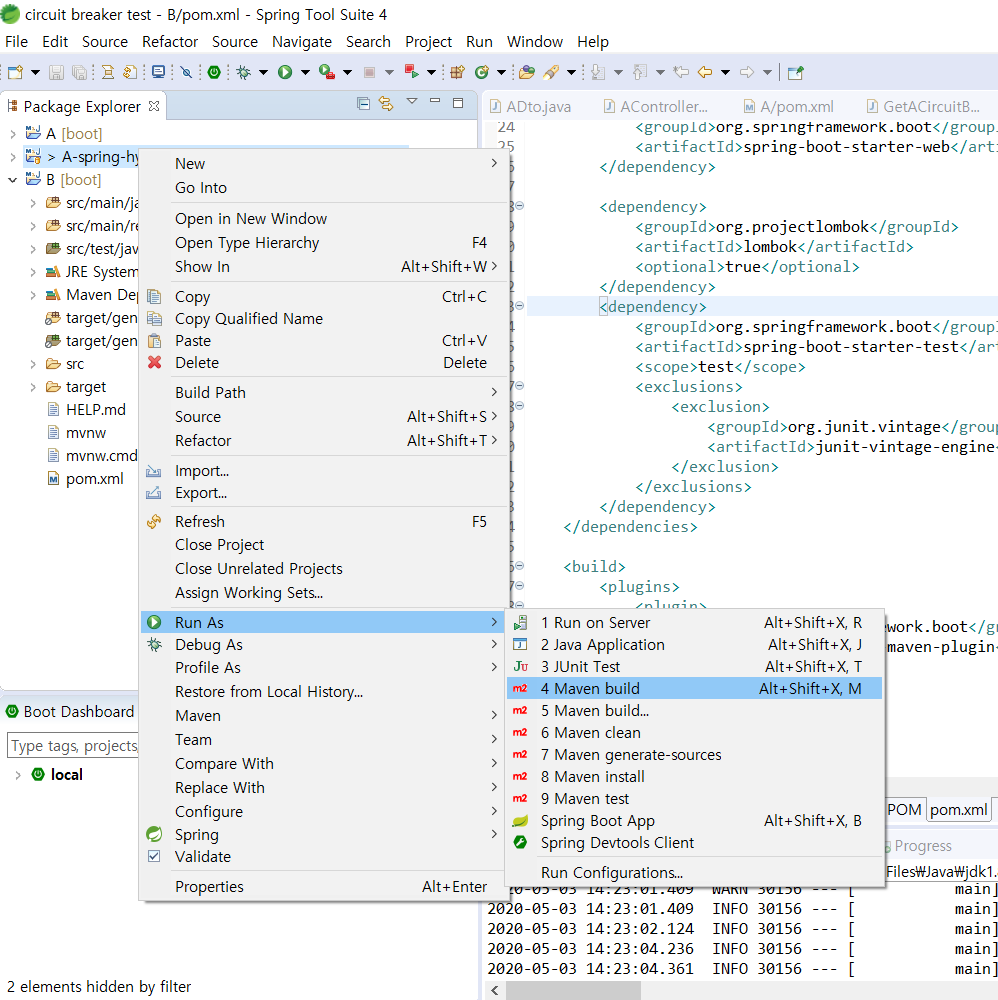 circuit breaker test - B/pom.xml - Spring Tool Suite 4
File Edit Source Refactor Source Navigate Search Project Run Window Help
Package Explorer
A [boot]
> A-spring-hy
B [boot]
src/main/ja
src/main/re
src/test/jav
JRE System
Maven De
target/gen
target/gen
src
target
HELP.md
mvnw
mvnw.cmd
pom.xml
Boot Dashboard
Type tags, projects,
local
2 elements hidden by filter
New
Go Into
Open in New Window
Open Type Hierarchy F4
Show In Alt+Shift+W
Copy Ctrl+C
Copy Qualified Name
Paste Ctrl+V
Delete Delete
Build Path
Source Alt+Shift+S
Refactor Alt+Shift+T
Import...
Export...
Refresh F5
Close Project
Close Unrelated Projects
Assign Working Sets...
Run As
Debug As
Profile As
Restore from Local History...
Maven
Team
Compare With
Replace With
Configure
Spring
Validate
Properties Alt+Enter
1 Run on Server Alt+Shift+X, R
2 Java Application Alt+Shift+X, J
3 JUnit Test Alt+Shift+X, T
4 Maven build Alt+Shift+X, M
5 Maven build...
6 Maven clean
7 Maven generate-sources
8 Maven install
9 Maven test
Spring Boot App Alt+Shift+X, B
Spring Devtools Client
Run Configurations...
ADto.java AController... A/pom.xml GetACircuitB...
24 <groupId>org.springframework.boot</groupI
25 <artifactId>spring-boot-starter-web</arti
</dependency>
<dependency>
<groupId>org.projectlombok</groupId>
<artifactId>lombok</artifactId>
<optional>true</optional>
</dependency>
<dependency>
<groupId>org.springframework.boot</groupI
<artifactId>spring-boot-starter-test</art
<scope>test</scope>
<exclusions>
<exclusion>
<groupId>org.junit.vintage</group
<artifactId>junit-vintage-engine<
</exclusion>
</exclusions>
</dependency>
</dependencies>
<build>
<plugins>
<plugin>
work.boot</g
maven-plugin<
POM pom.xml
Progress
Files₩Java₩jdk1.
2020-05-03 14:23:01.409 WARN 30156 --- [ main]
2020-05-03 14:23:01.409 INFO 30156 --- [ main]
2020-05-03 14:23:02.124 INFO 30156 --- [ main]
2020-05-03 14:23:04.236 INFO 30156 --- [ main]
2020-05-03 14:23:04.361 INFO 30156 --- [ main]